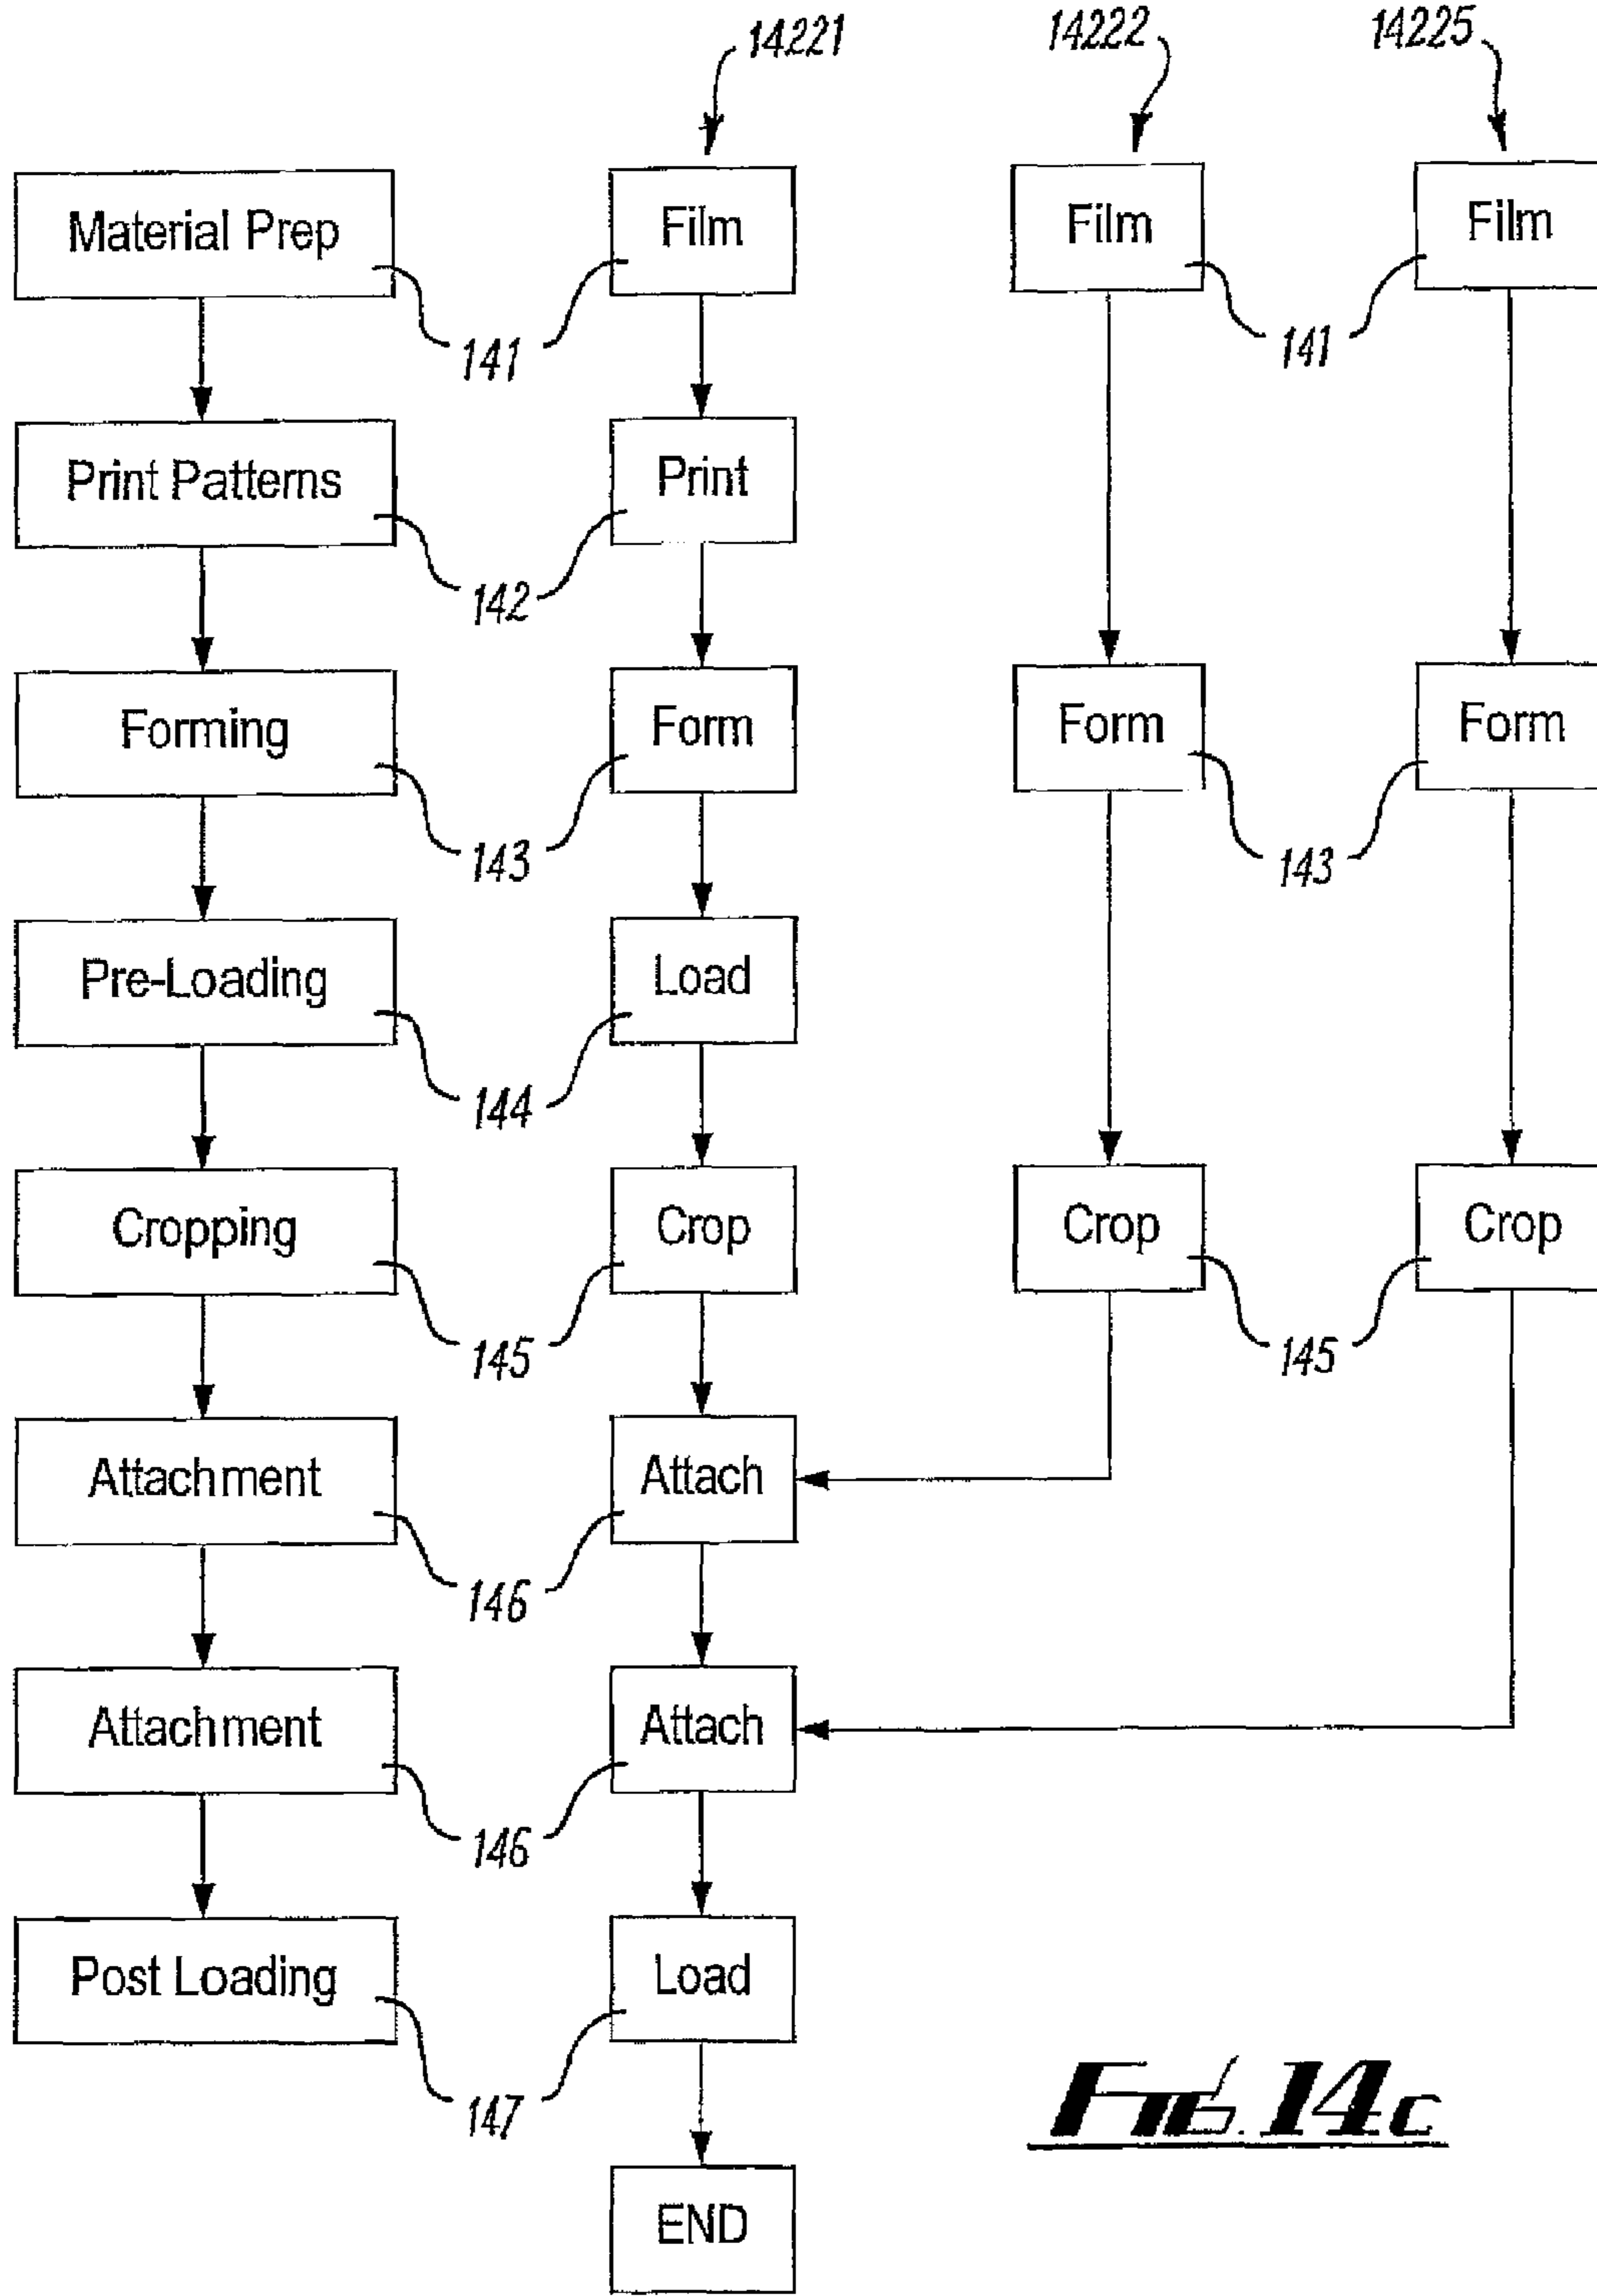 14221 14222 14225
Material Prep Film Film Film
141 141
Print Patterns Print
142
Forming Form Form Form
143 143
Pre-Loading Load
144
Cropping Crop Crop Crop
145 145
Attachment Attach
146
Attachment Attach
146
Post Loading Load
147
END
FIG. 14c